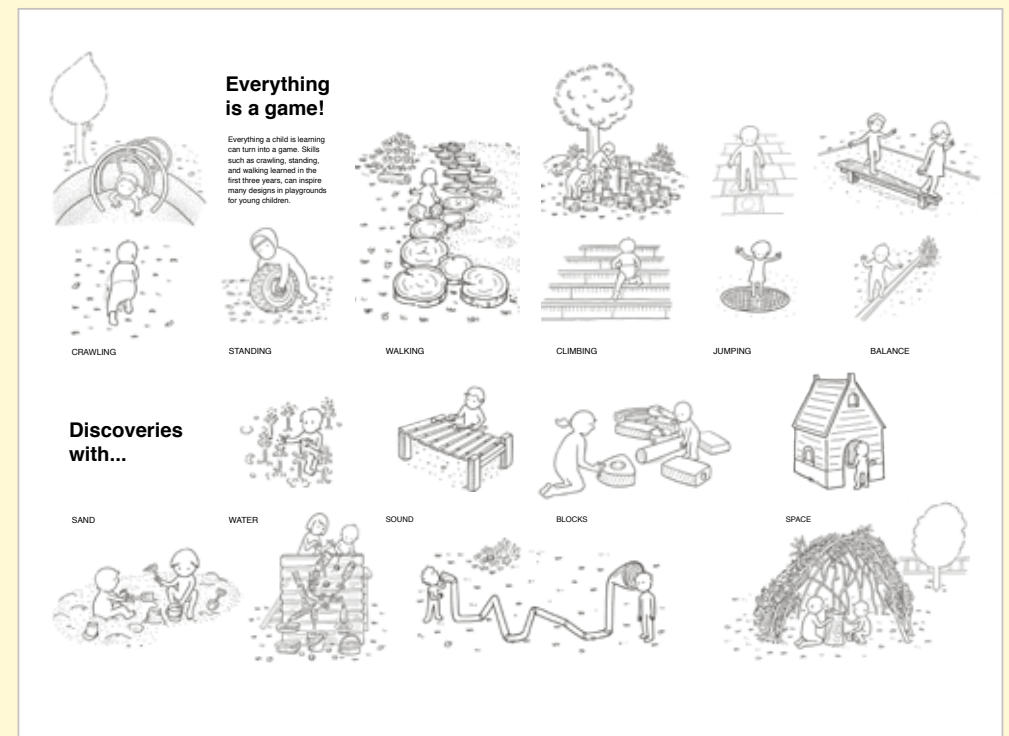 Everything
is a game!
Everything a child is learning
can turn into a game. Skills
such as crawling, standing,
and walking learned in the
first three years, can inspire
many designs in playgrounds
for young children.
CRAWLING
STANDING
WALKING
CLIMBING
JUMPING
BALANCE
Discoveries
with...
SAND
WATER
SOUND
BLOCKS
SPACE